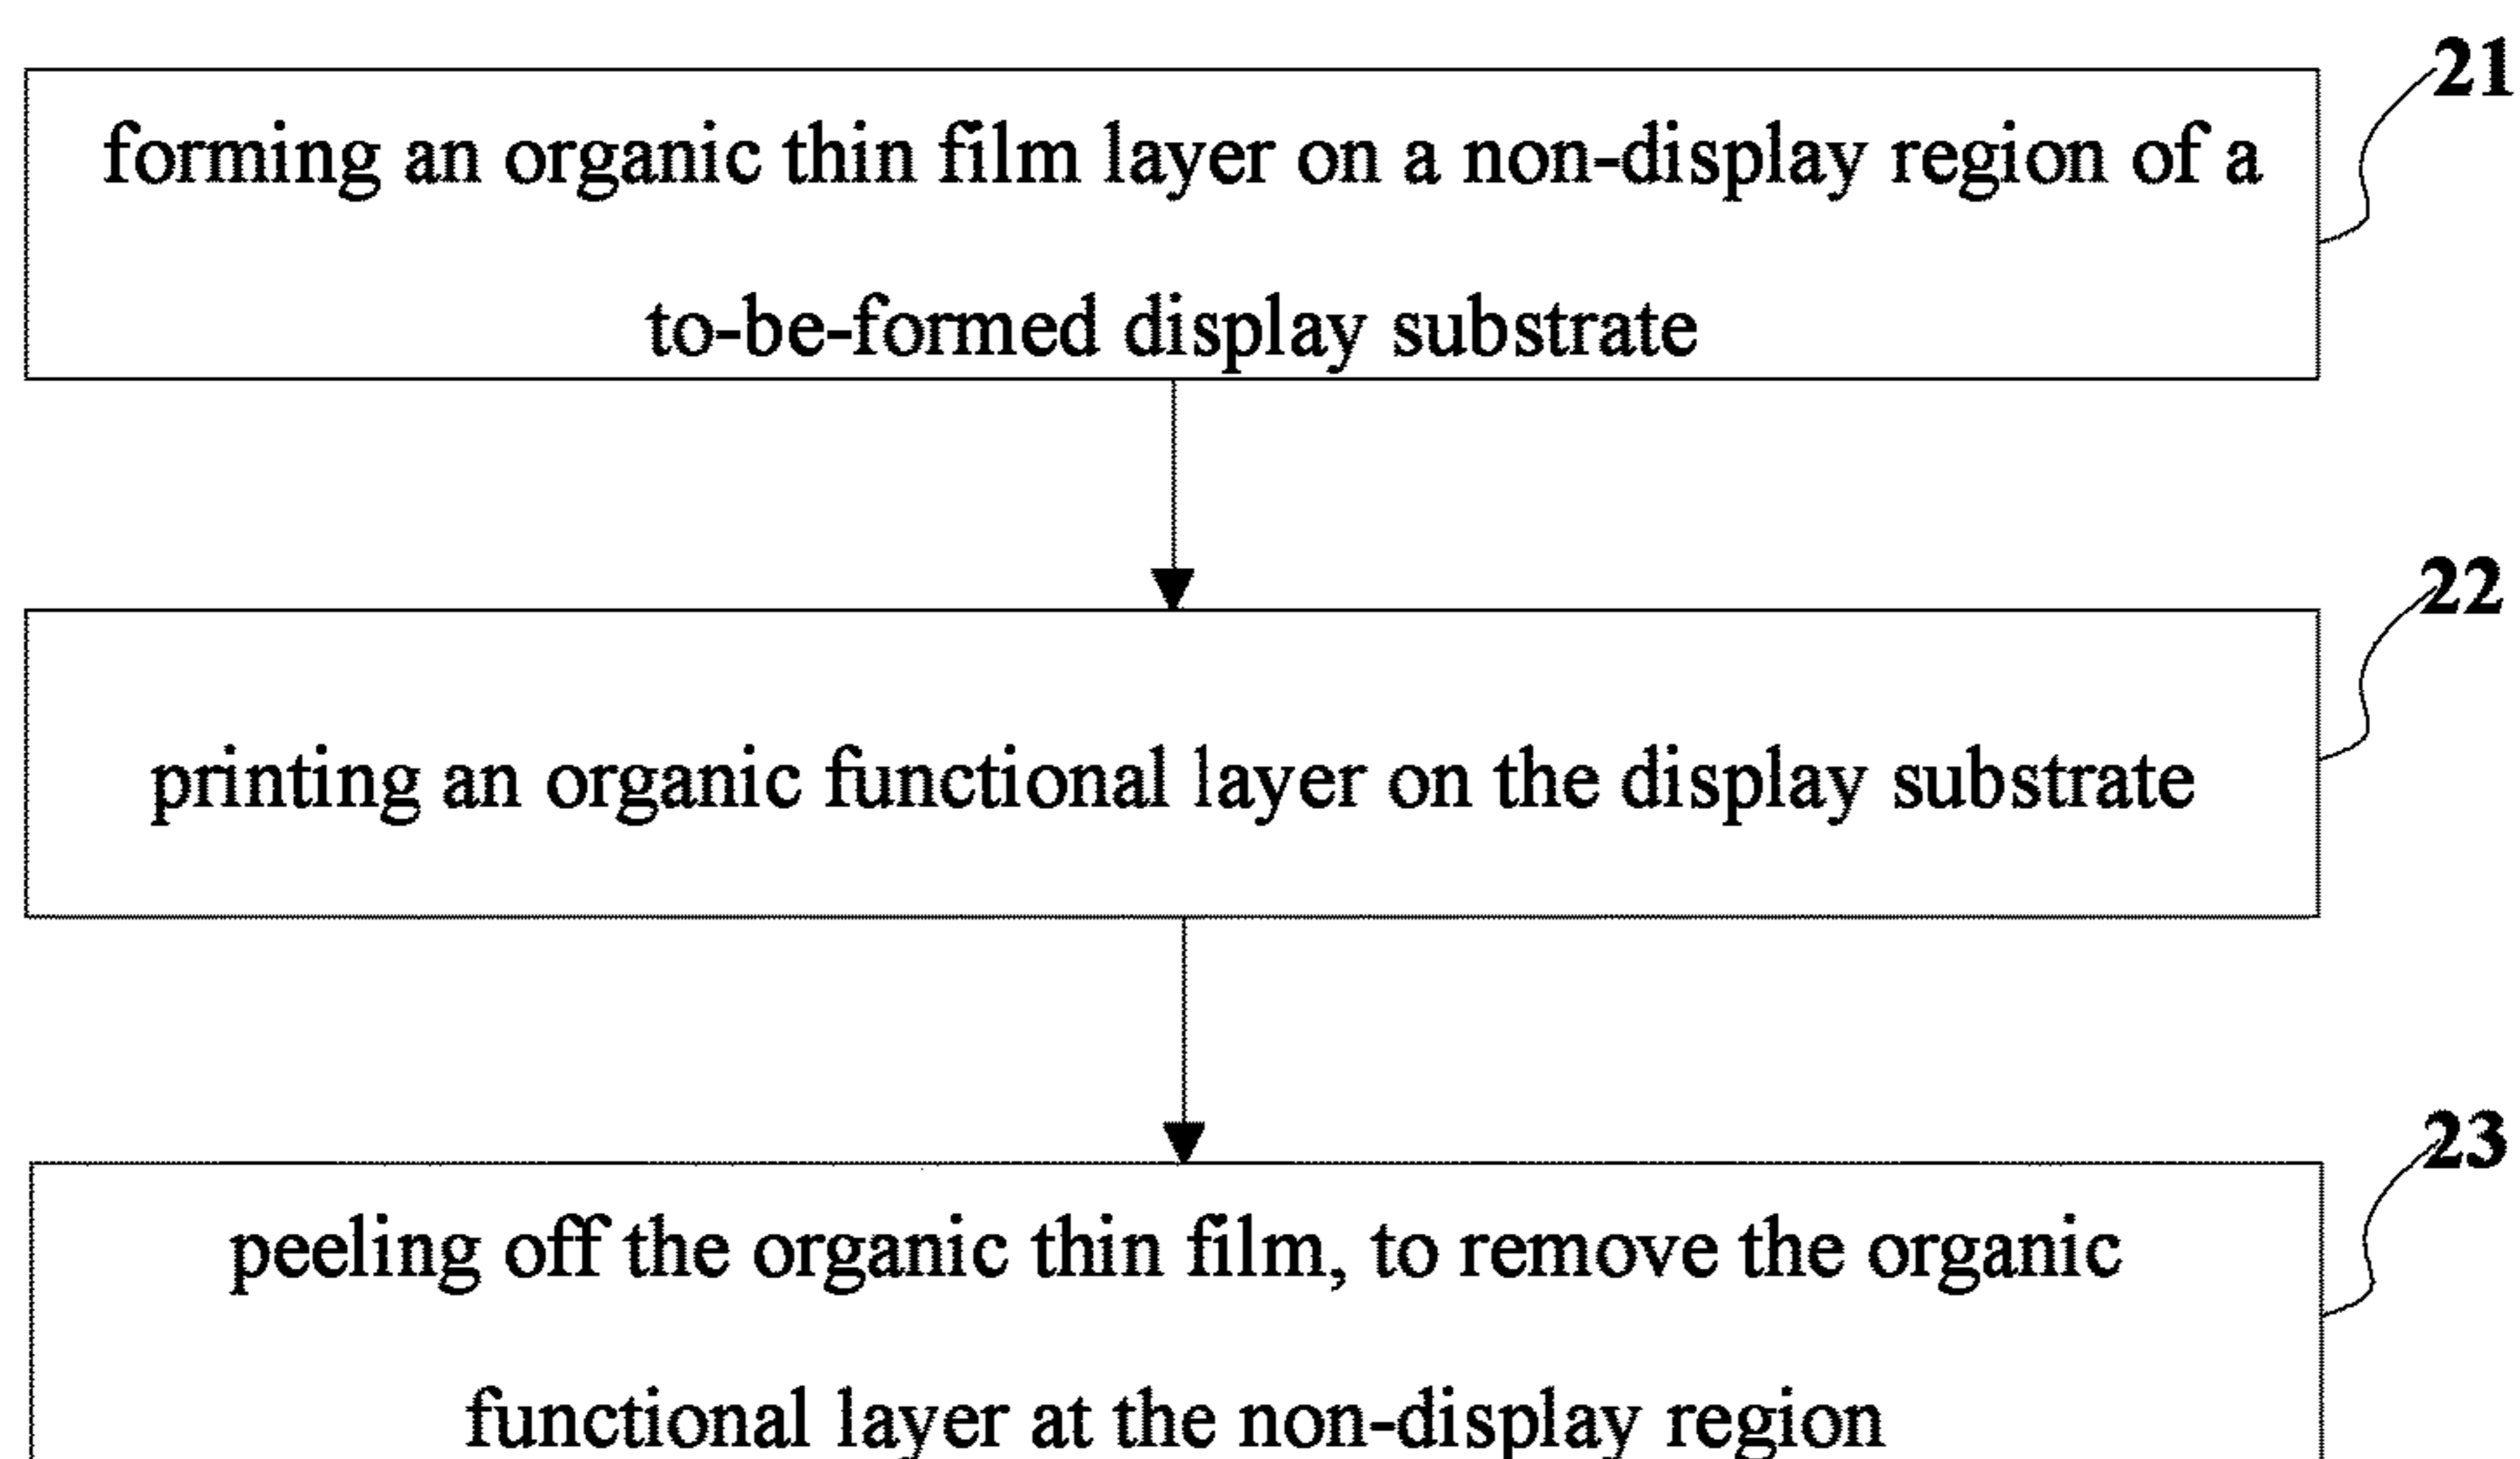 21
forming an organic thin film layer on a non-display region of a
to-be-formed display substrate
22
printing an organic functional layer on the display substrate
23
peeling off the organic thin film, to remove the organic
functional layer at the non-display region